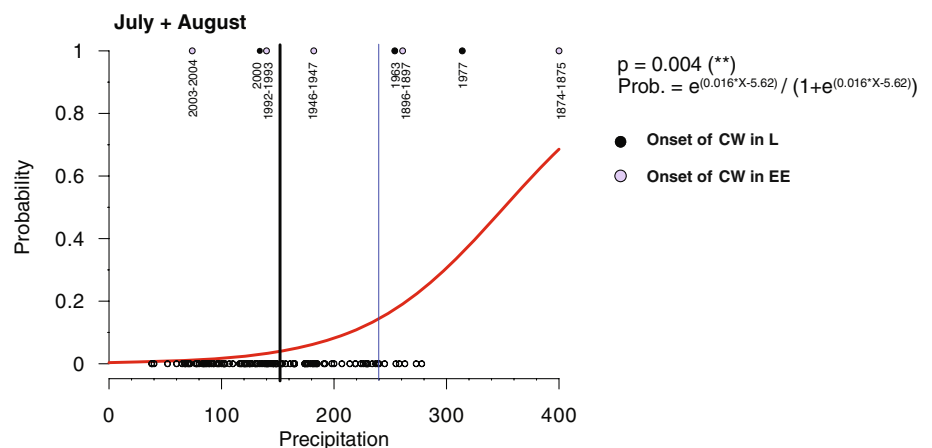 July + August
1
0.8
0.6
0.4
0.2
0
Probability
2003-2004
2000
1992-1993
1946-1947
1963
1896-1897
1977
1874-1875
0 100 200 300 400
Precipitation
p = 0.004 (**)
Prob. = e(0.016*X-5.62) / (1+e(0.016*X-5.62))
Onset of CW in L
Onset of CW in EE